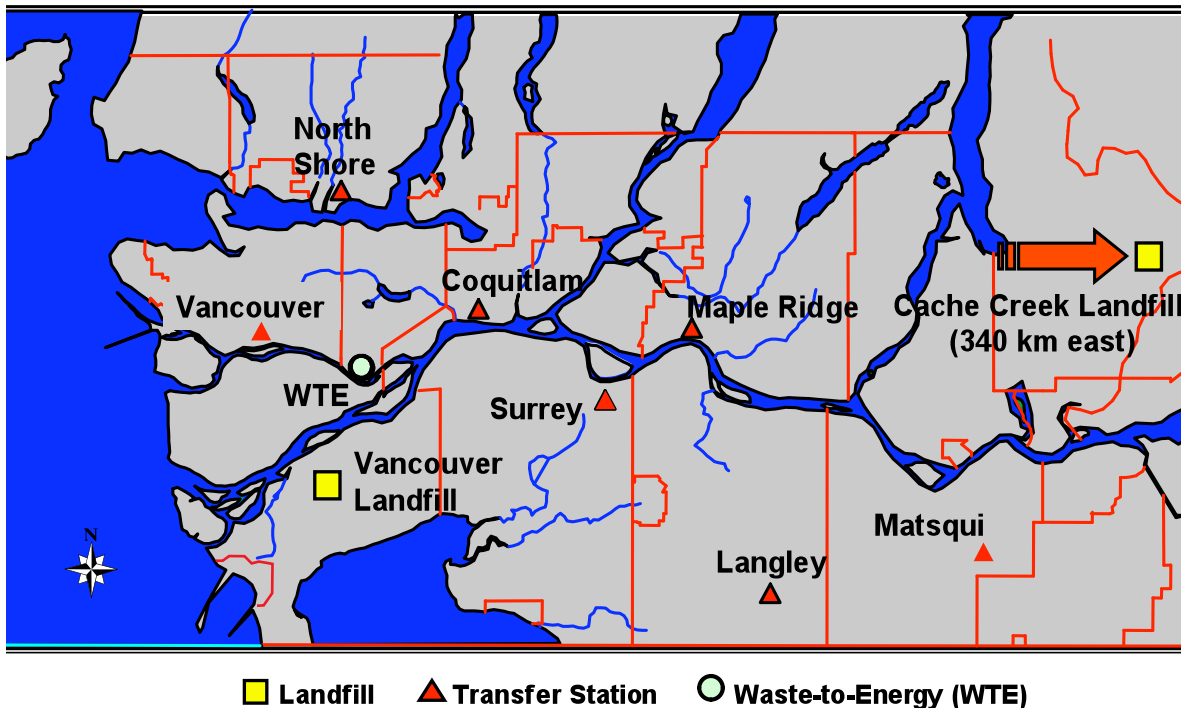 North
Shore
Coquitlam
Vancouver
Maple Ridge
Cache Creek Landfill
(340 km east)
WTE
Surrey
Vancouver
Landfill
Matsqui
Langley
N
Landfill
Transfer Station
Waste-to-Energy (WTE)